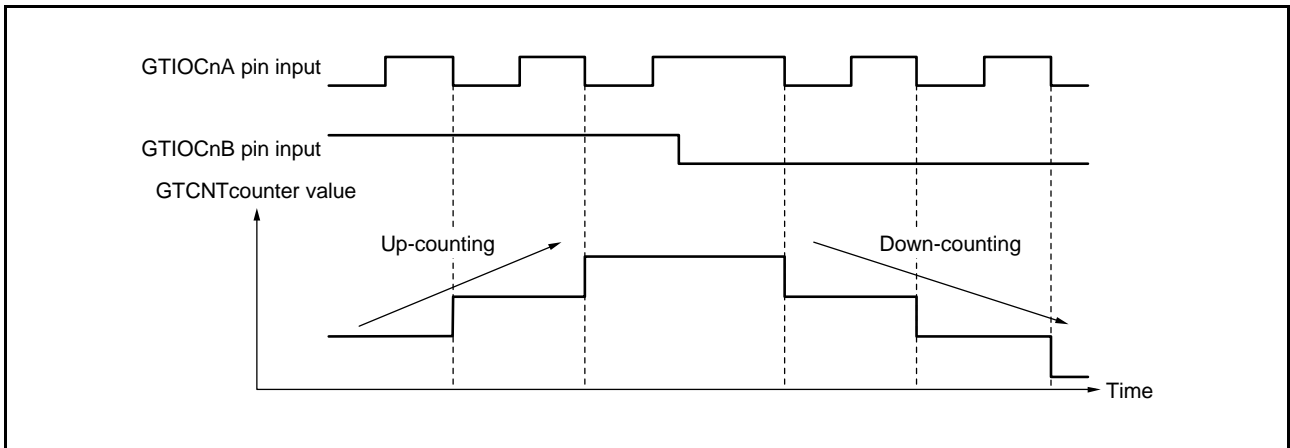 GTIOCnA pin input
GTIOCnB pin input
GTCNTcounter value
Up-counting
Down-counting
Time